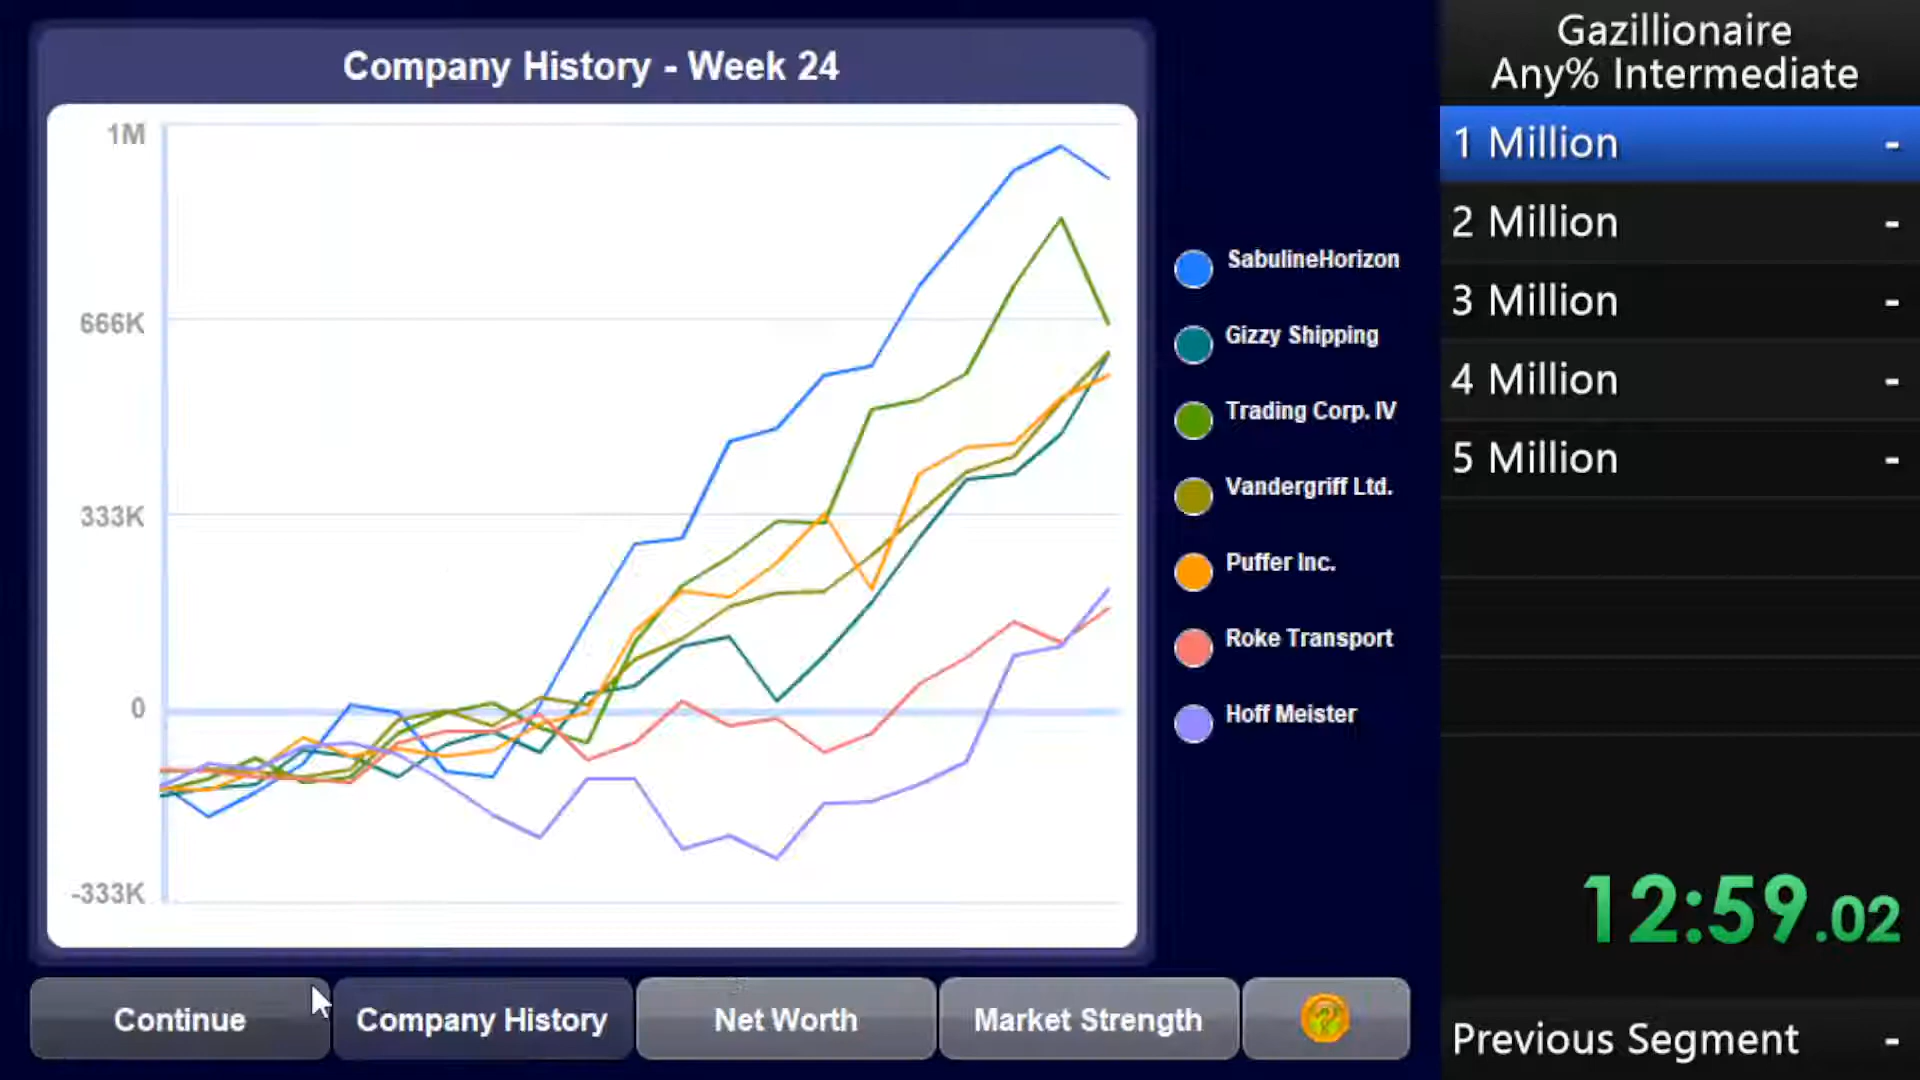 Company History - Week 24
1M
666K
333K
0
-333K
SabulineHorizon
Gizzy Shipping
Trading Corp. IV
Vandergriff Ltd.
Puffer Inc.
Roke Transport
Hoff Meister
Continue
Company History
Net Worth
Market Strength
?
Gazillionaire
Any% Intermediate
1 Million -
2 Million -
3 Million -
4 Million -
5 Million -
12:59.02
Previous Segment -